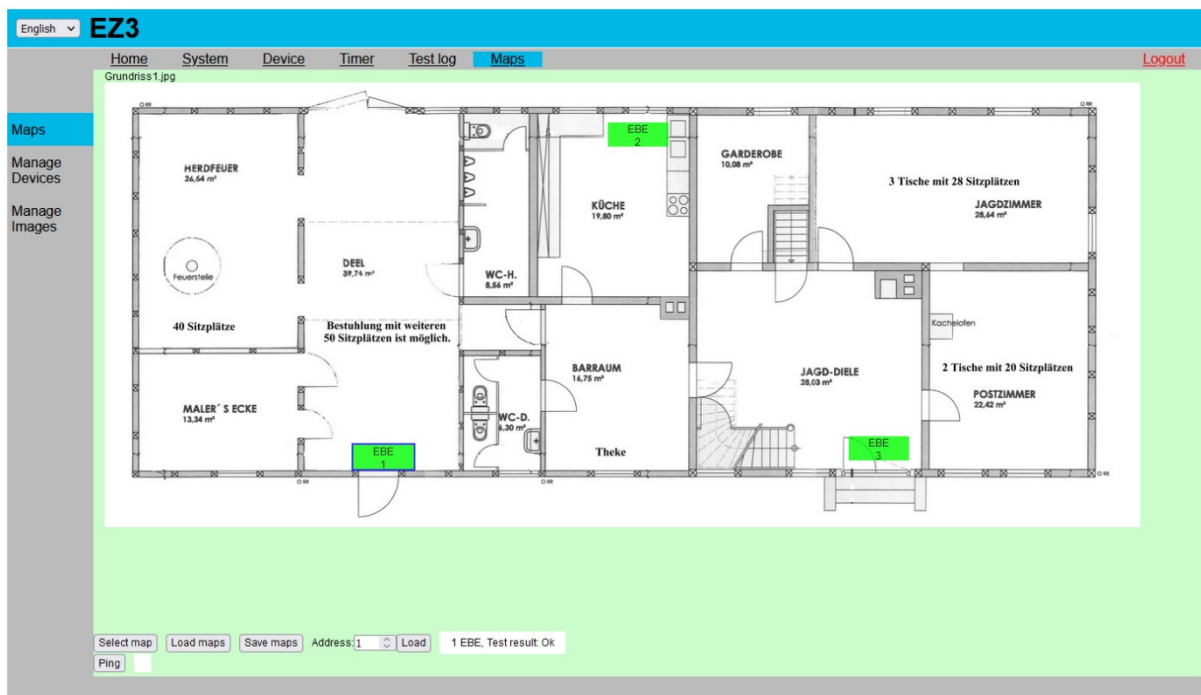 English EZ3
Home System Device Timer Test log Maps Logout
Maps
Manage
Devices
Manage
Images
Grundriss1.jpg
HERDFEUER
26,54 m²
Feuerstelle
40 Sitzplätze
MALER´S ECKE
13,34 m²
DEEL
39,74 m²
Bestuhlung mit weiteren
50 Sitzplätzen ist möglich.
EBE
1
WC-H.
8,56 m²
WC-D.
6,30 m²
EBE
2
KÜCHE
19,80 m²
BARRAUM
16,75 m²
Theke
GARDEROBE
10,08 m²
3 Tische mit 28 Sitzplätzen
JAGDZIMMER
28,64 m²
JAGD-DIELE
28,03 m²
EBE
3
Kachelofen
2 Tische mit 20 Sitzplätzen
POSTZIMMER
22,42 m²
Select map Load maps Save maps Address: 1 Load 1 EBE, Test result: Ok
Ping